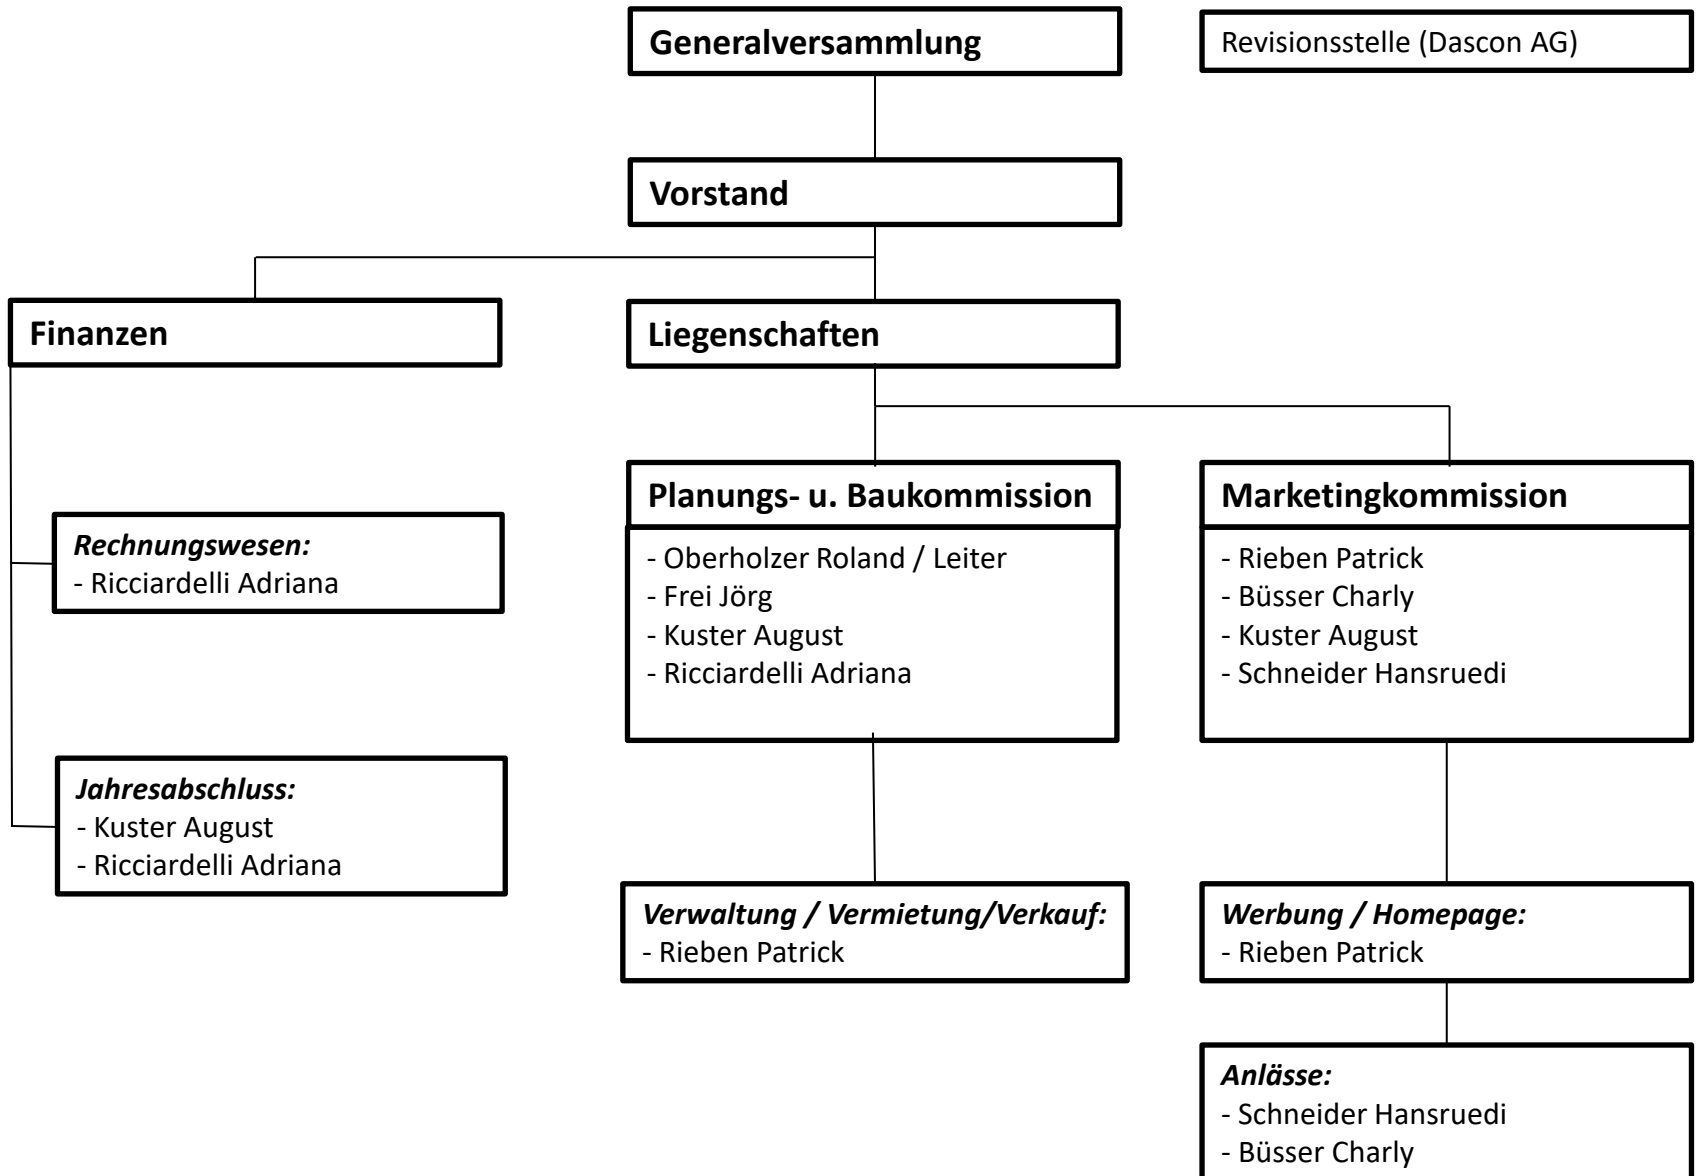 Generalversammlung
Revisionsstelle (Dascon AG)
Vorstand
Finanzen
Liegenschaften
Rechnungswesen:
- Ricciardelli Adriana
Jahresabschluss:
- Kuster August
- Ricciardelli Adriana
Planungs- u. Baukommission
- Oberholzer Roland / Leiter
- Frei Jörg
- Kuster August
- Ricciardelli Adriana
Verwaltung / Vermietung/Verkauf:
- Rieben Patrick
Marketingkommission
- Rieben Patrick
- Büsser Charly
- Kuster August
- Schneider Hansruedi
Werbung / Homepage:
- Rieben Patrick
Anlässe:
- Schneider Hansruedi
- Büsser Charly